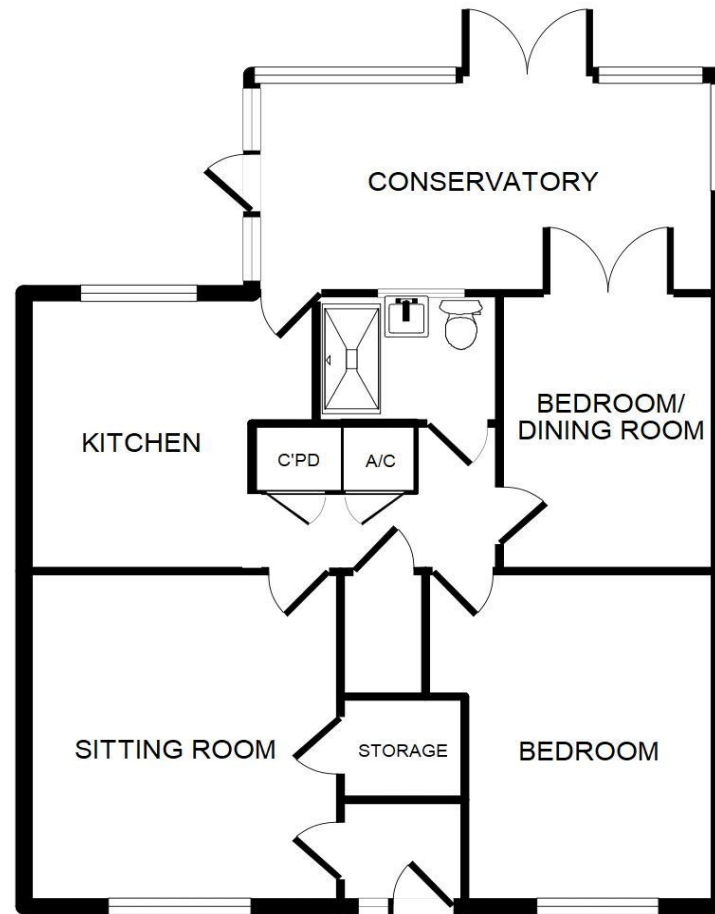 CONSERVATORY
BEDROOM/
DINING ROOM
KITCHEN
C'PD
A/C
SITTING ROOM
STORAGE
BEDROOM